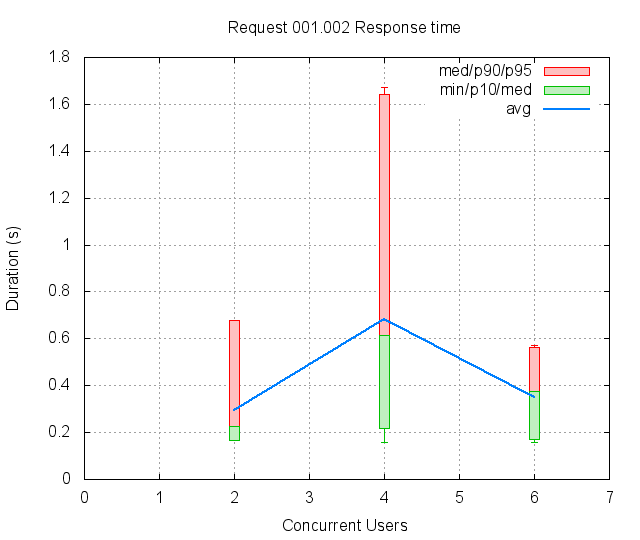 Request 001.002 Response time
med/p90/p95
min/p10/med
avg
1.8
1.6
1.4
1.2
1
0.8
0.6
0.4
0.2
0
Duration (s)
0 1 2 3 4 5 6 7
Concurrent Users